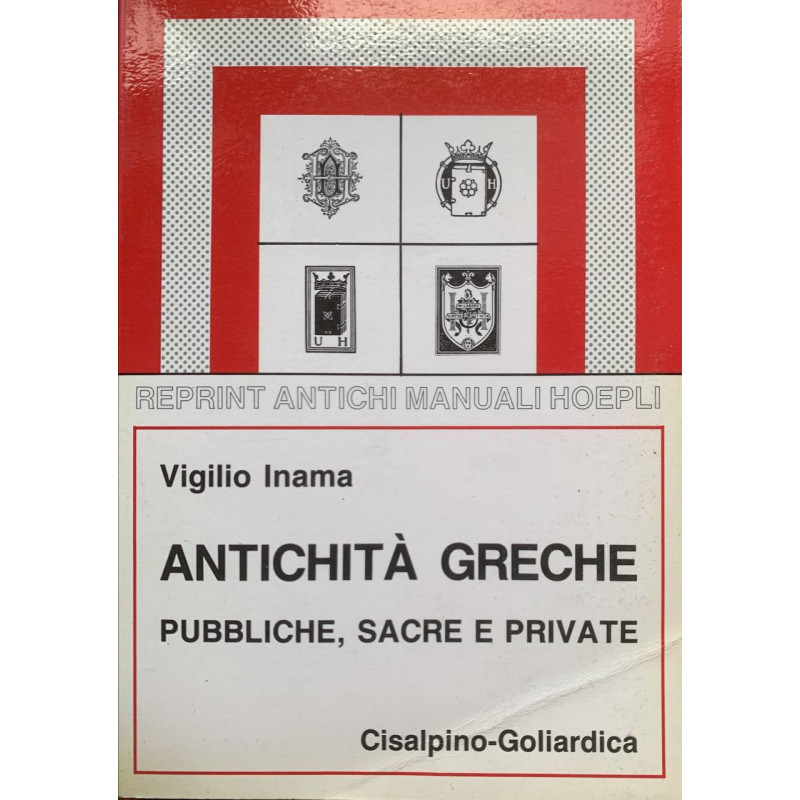 U H
U H
REPRINT ANTICHI MANUALI HOEPLI
Vigilio Inama
ANTICHITÀ GRECHE
PUBBLICHE, SACRE E PRIVATE
Cisalpino-Goliardica